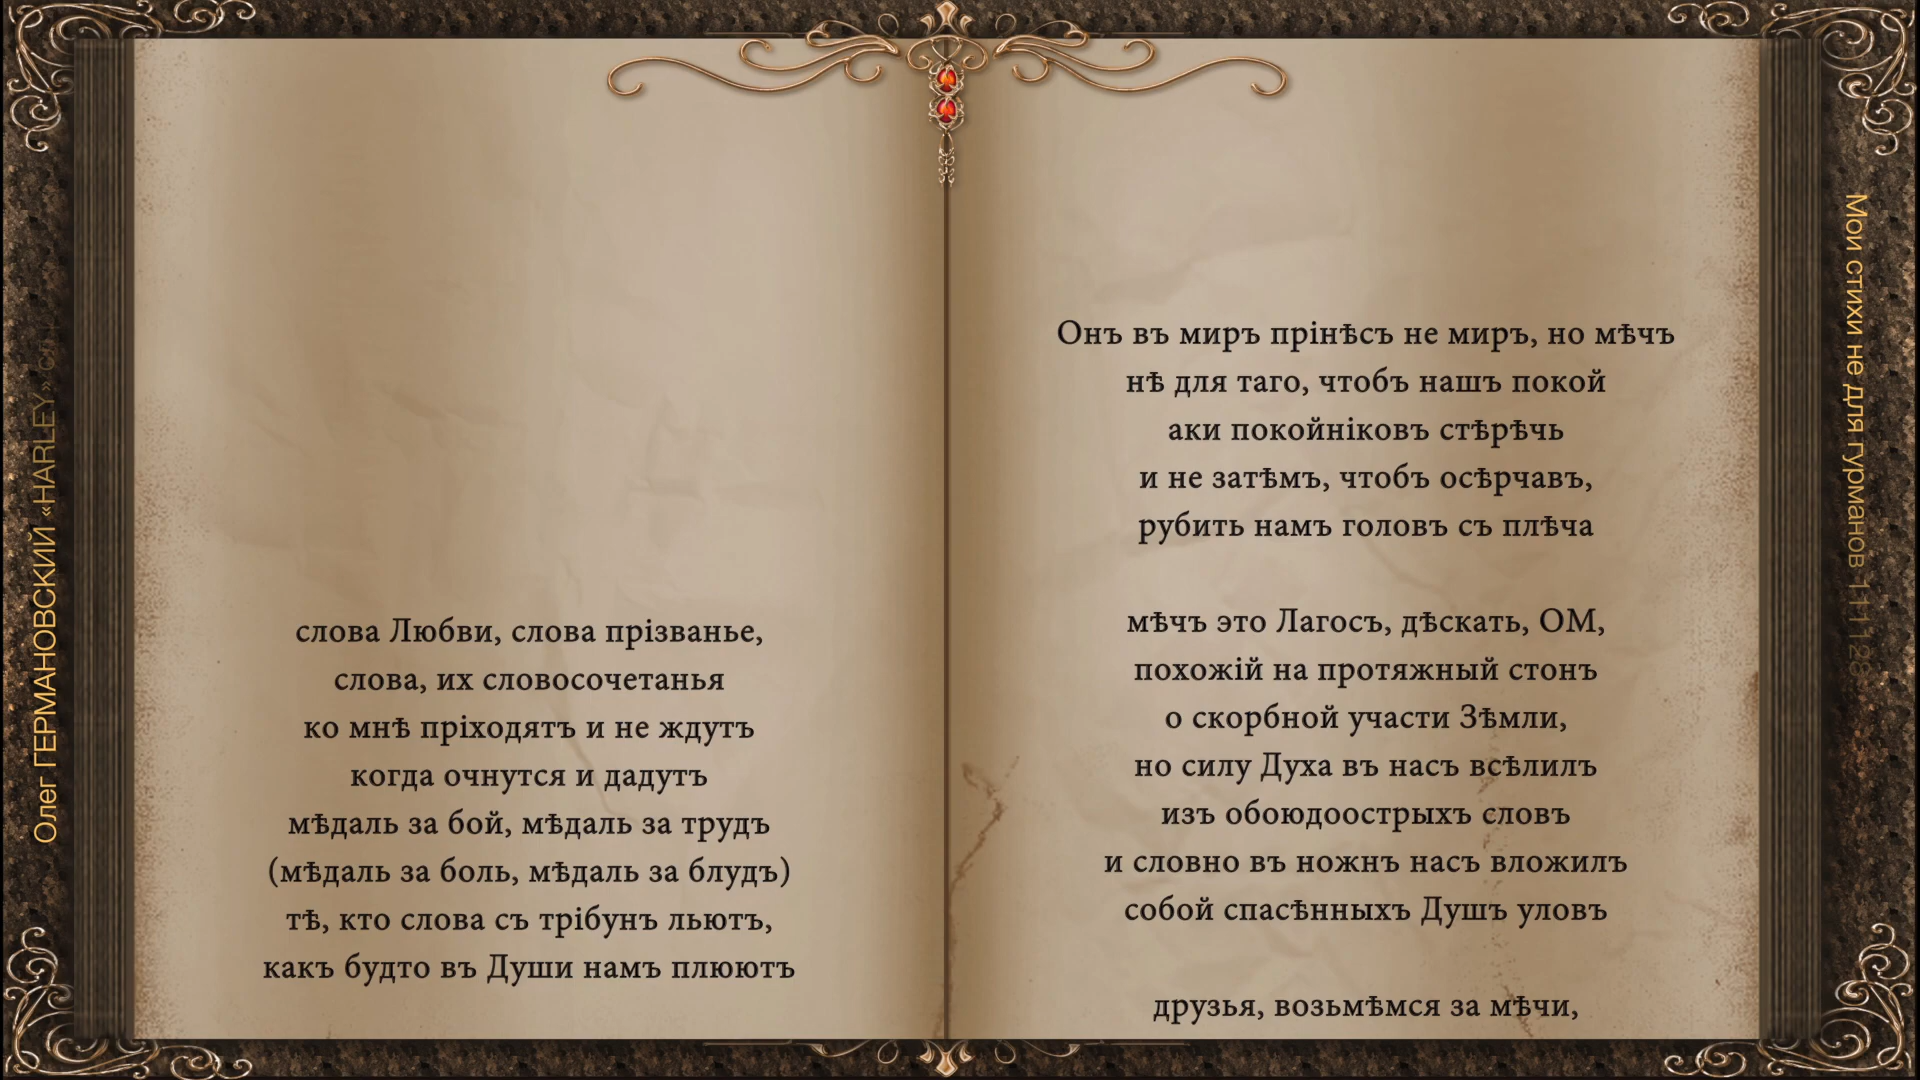 Олег ГЕРМАНОВСКИЙ «HARLEY»
слова Любви, слова прізванье,
слова, их словосочетанья
ко мнѣ пріходятъ и не ждутъ
когда очнутся и дадутъ
мѣдаль за бой, мѣдаль за трудъ
(мѣдаль за боль, мѣдаль за блудъ)
тѣ, кто слова съ трібунъ льютъ,
какъ будто въ Души намъ плюютъ
Онъ въ миръ прінѣсъ не миръ, но мѣчъ
нѣ для таго, чтобъ нашъ покой
аки покойніковъ стѣрѣчь
и не затѣмъ, чтобъ осѣрчавъ,
рубить намъ головъ съ плѣча
мѣчъ это Лагосъ, дѣскать, ОМ,
похожій на протяжный стонъ
о скорбной участи Зѣмли,
но силу Духа въ насъ всѣлилъ
изъ обоюдоострыхъ словъ
и словно въ ножнъ насъ вложилъ
собой спасѣнныхъ Душъ уловъ
друзья, возьмѣмся за мѣчи,
Мои стихи не для гурманов 111128